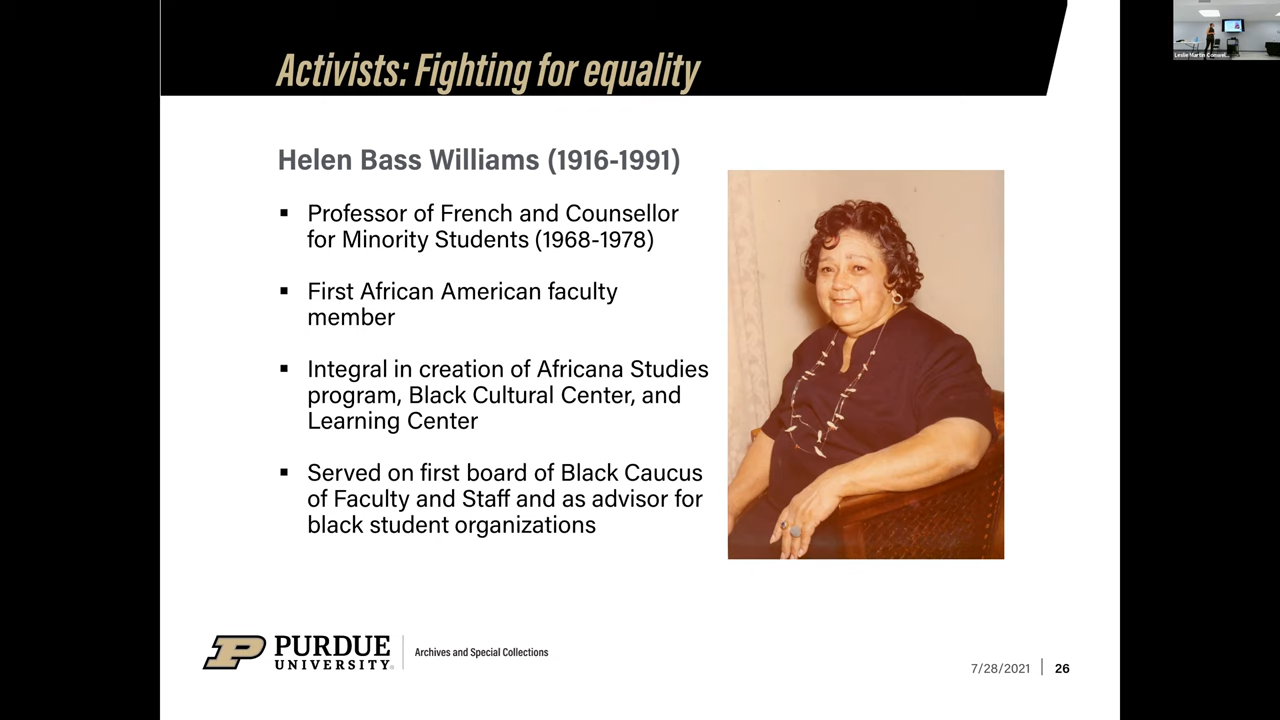 Activists: Fighting for equality
Helen Bass Williams (1916-1991)
▪ Professor of French and Counsellor
for Minority Students (1968-1978)
▪ First African American faculty
member
▪ Integral in creation of Africana Studies
program, Black Cultural Center, and
Learning Center
▪ Served on first board of Black Caucus
of Faculty and Staff and as advisor for
black student organizations
P PURDUE
UNIVERSITY®
Archives and Special Collections
7/28/2021 26
Leslie Martin